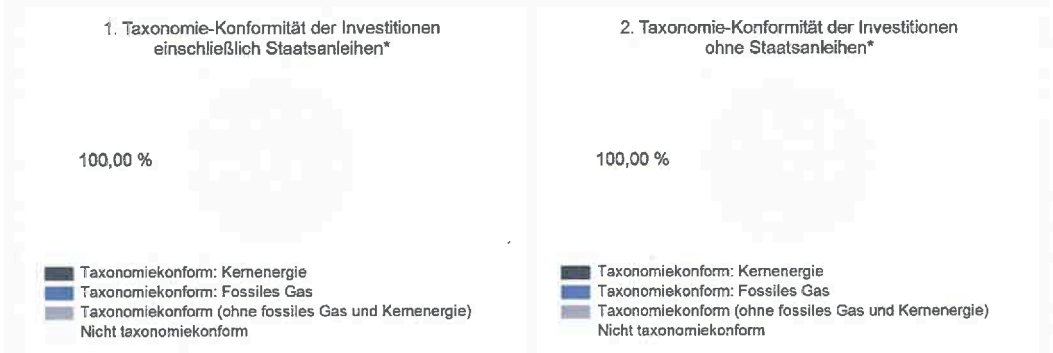 1. Taxonomie-Konformität der Investitionen
einschließlich Staatsanleihen*
100,00 %
Taxonomiekonform: Kernenergie
Taxonomiekonform: Fossiles Gas
Taxonomiekonform (ohne fossiles Gas und Kernenergie)
Nicht taxonomiekonform
2. Taxonomie-Konformität der Investitionen
ohne Staatsanleihen*
100,00 %
Taxonomiekonform: Kernenergie
Taxonomiekonform: Fossiles Gas
Taxonomiekonform (ohne fossiles Gas und Kernenergie)
Nicht taxonomiekonform